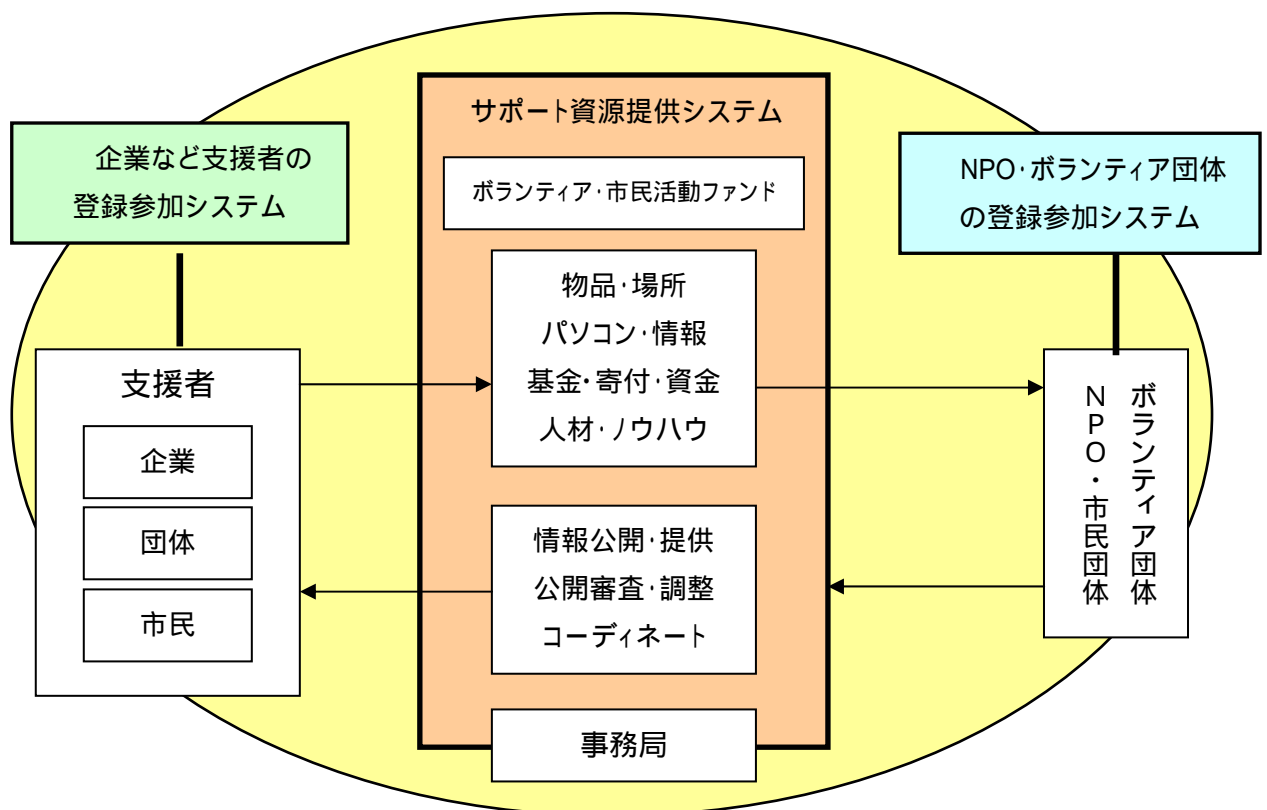 サポート資源提供システム
企業など支援者の
登録参加システム
ボランティア・市民活動ファンド
NPO・ボランティア団体
の登録参加システム
支援者
企業
団体
市民
物品・場所
パソコン・情報
基金・寄付・資金
人材・ノウハウ
情報公開・提供
公開審査・調整
コーディネート
事務局
ボランティア団体
NPO・市民団体